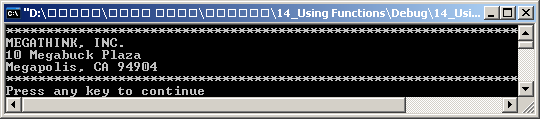 "D:\□□□□□\□□□□ □□□□\□□□□□□\14_Using Functions\Debug\14_Usi...
*****************************************************************
MEGATHINK, INC.
10 Megabuck Plaza
Megapolis, CA 94904
*****************************************************************
Press any key to continue